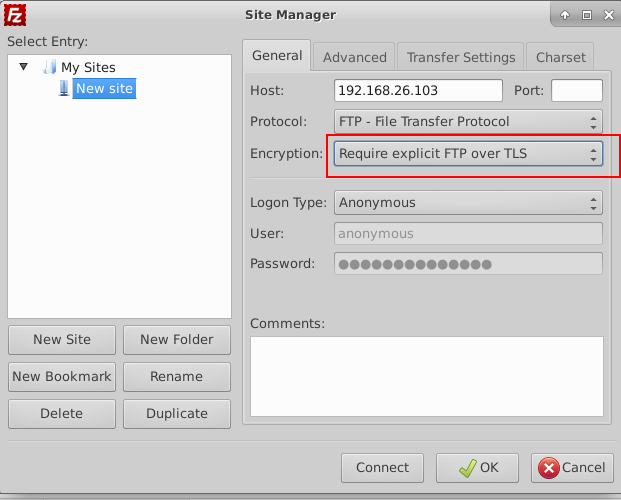 Site Manager
Select Entry:
My Sites
New site
New Site
New Folder
New Bookmark
Rename
Delete
Duplicate
General
Advanced
Transfer Settings
Charset
Host:
192.168.26.103
Port:
Protocol:
FTP - File Transfer Protocol
Encryption:
Require explicit FTP over TLS
Logon Type:
Anonymous
User:
anonymous
Password:
●●●●●●●●●●●●●●
Comments:
Connect
OK
Cancel